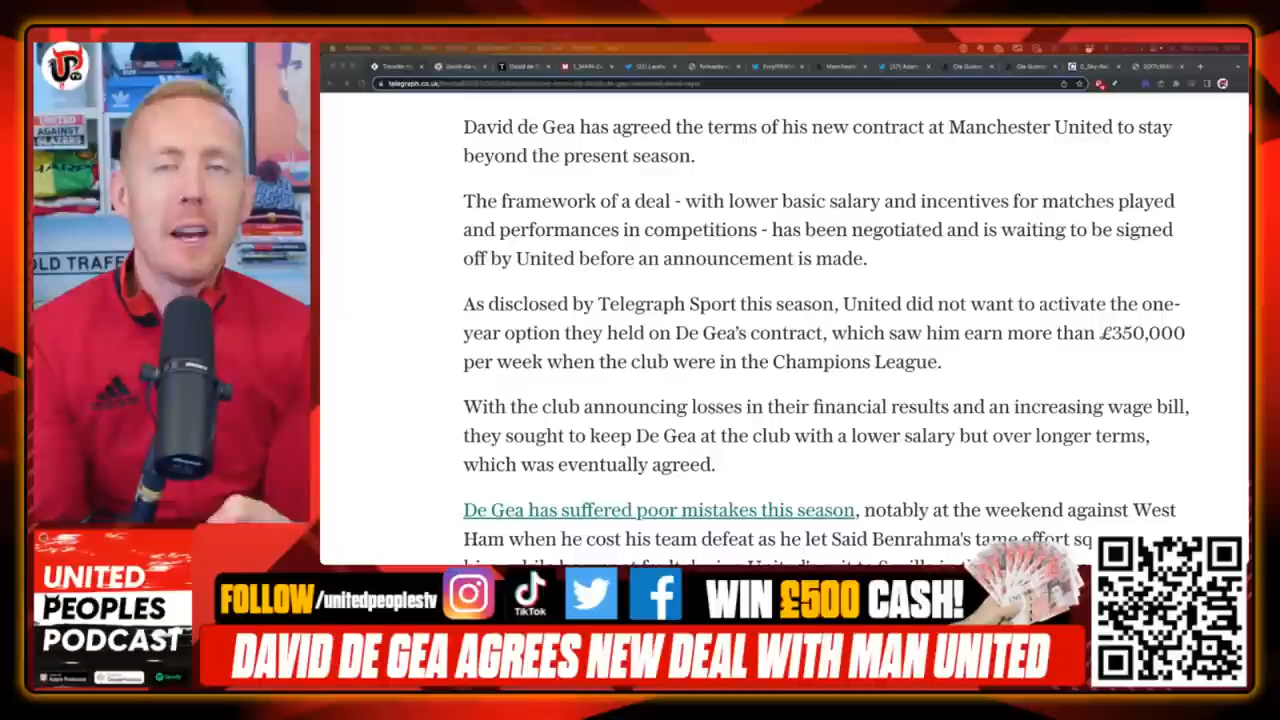 David de Gea has agreed the terms of his new contract at Manchester United to stay
beyond the present season.
The framework of a deal - with lower basic salary and incentives for matches played
and performances in competitions - has been negotiated and is waiting to be signed
off by United before an announcement is made.
As disclosed by Telegraph Sport this season, United did not want to activate the one-
year option they held on De Gea's contract, which saw him earn more than £350,000
per week when the club were in the Champions League.
With the club announcing losses in their financial results and an increasing wage bill,
they sought to keep De Gea at the club with a lower salary but over longer terms,
which was eventually agreed.
De Gea has suffered poor mistakes this season, notably at the weekend against West
Ham when he cost his team defeat as he let Said Benrahma's tame effort
telegraph.co.uk
UNITED
AGAINST
GLAZERS
OLD TRAFF
adidas
UNITED
PEOPLES
PODCAST
FOLLOW/unitedpeoplestv
TikTok
WIN £500 CASH!
DAVID DE GEA AGREES NEW DEAL WITH MAN UNITED